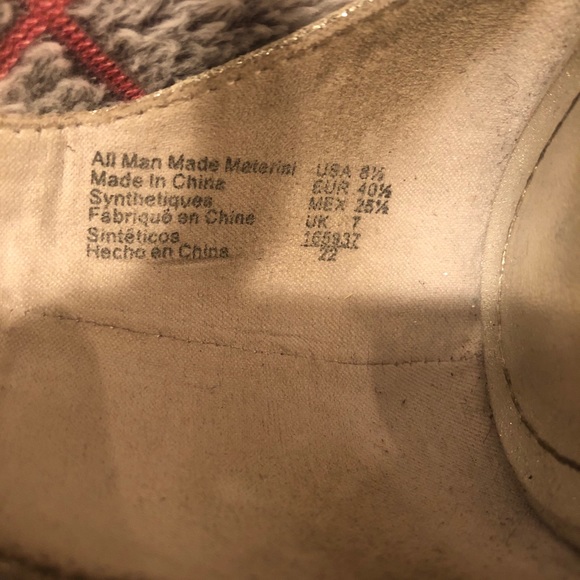 All Man Made Material
Made In China
Synthetiques
Fabriqué en Chine
Sintéticos
Hecho en China
USA 8½
EUR 40½
MEX 25½
UK 7
165937
22